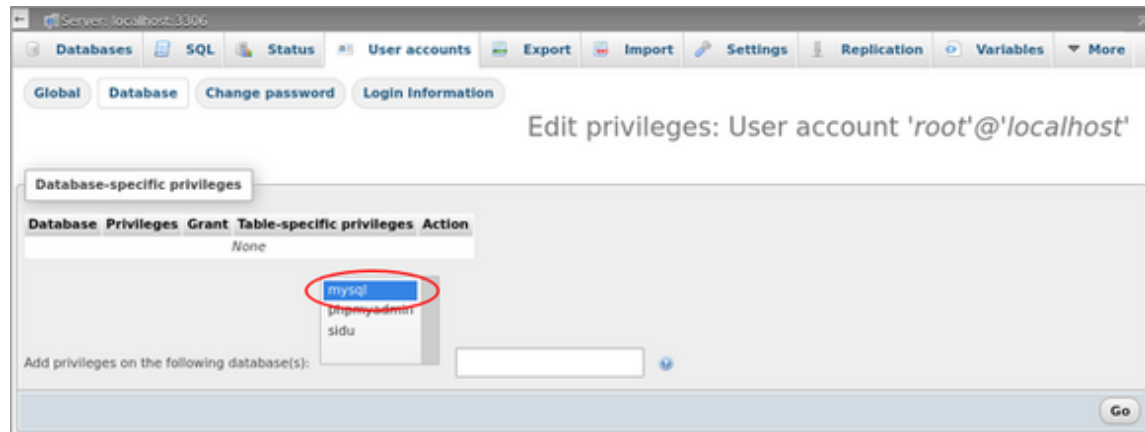 Server: localhost:3306
Databases SQL Status User accounts Export Import Settings Replication Variables More
Global Database Change password Login Information
Edit privileges: User account 'root'@'localhost'
Database-specific privileges
Database Privileges Grant Table-specific privileges Action
None
mysql
phpmyadmin
sidu
Add privileges on the following database(s):
Go